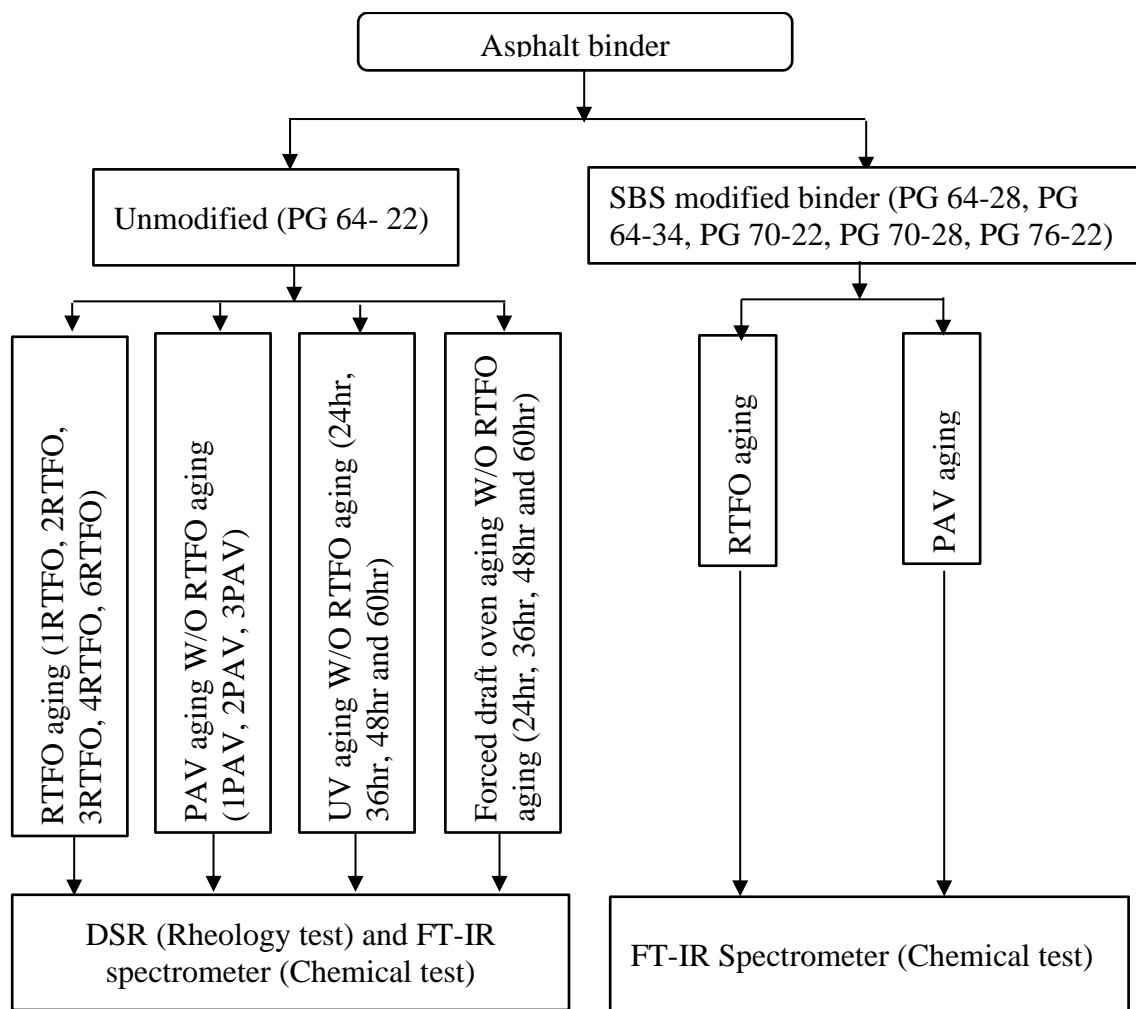 Asphalt binder
Unmodified (PG 64- 22)
SBS modified binder (PG 64-28, PG
64-34, PG 70-22, PG 70-28, PG 76-22)
RTFO aging (1RTFO, 2RTFO,
3RTFO, 4RTFO, 6RTFO)
PAV aging W/O RTFO aging
(1PAV, 2PAV, 3PAV)
UV aging W/O RTFO aging (24hr,
36hr, 48hr and 60hr)
Forced draft oven aging W/O RTFO
aging (24hr, 36hr, 48hr and 60hr)
RTFO aging
PAV aging
DSR (Rheology test) and FT-IR
spectrometer (Chemical test)
FT-IR Spectrometer (Chemical test)